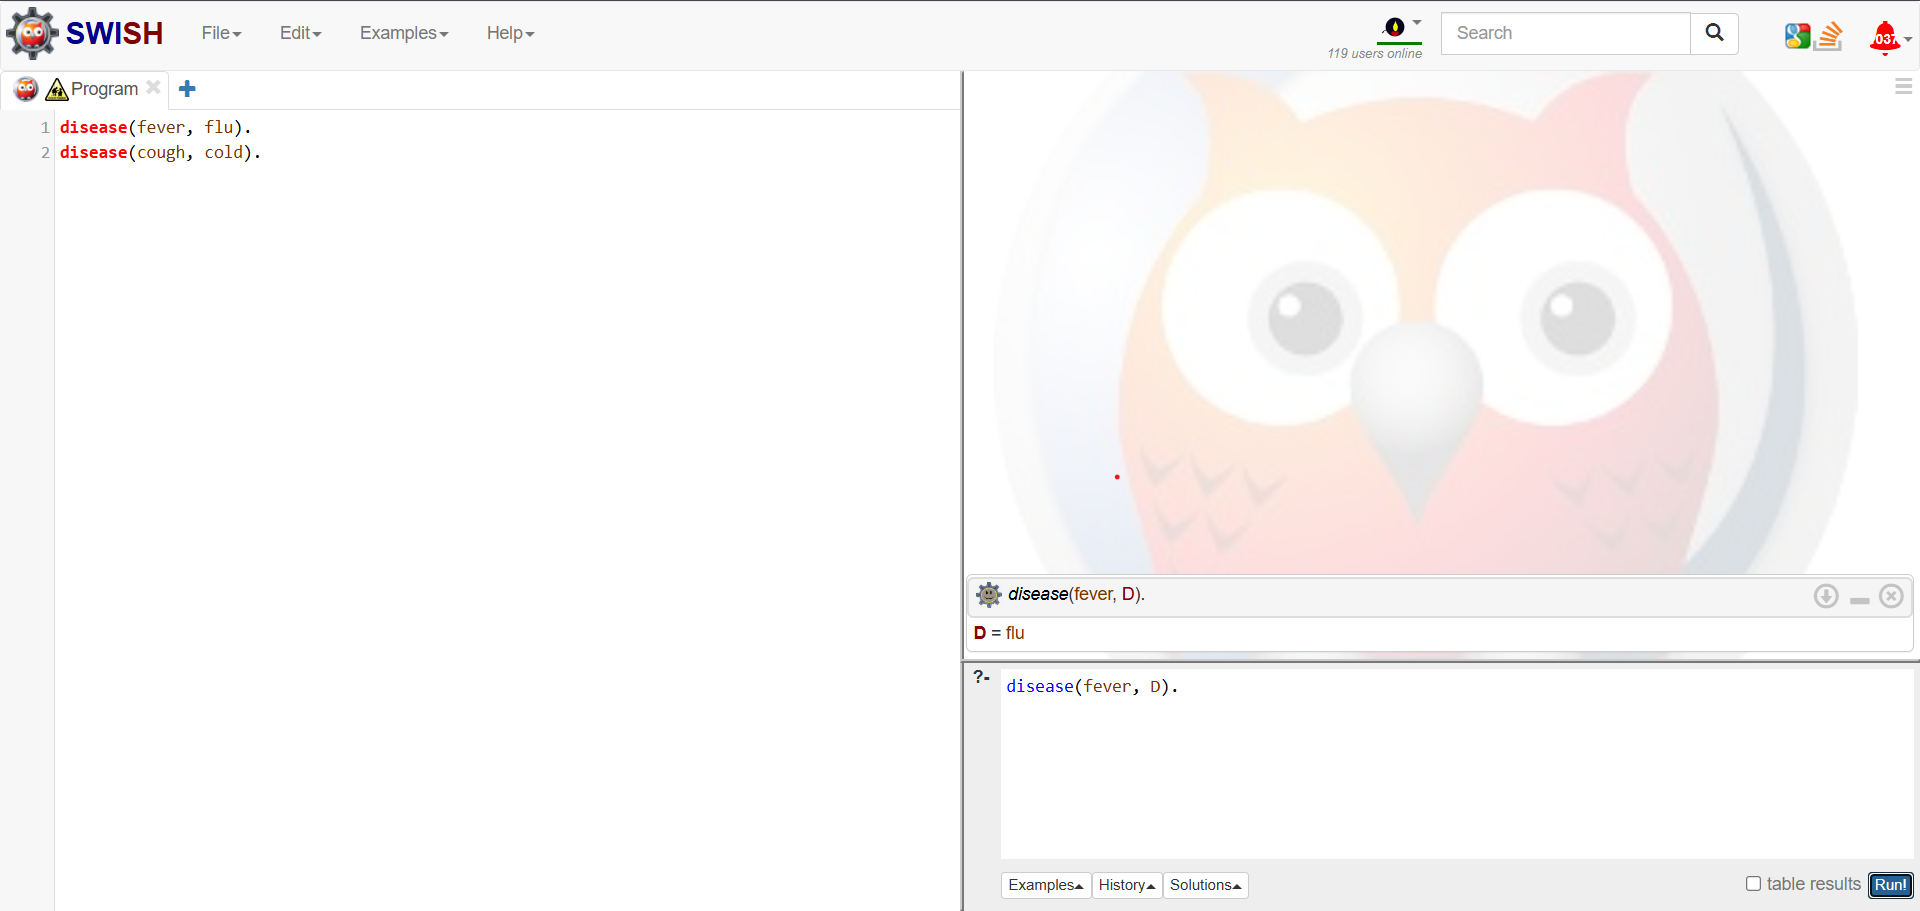 SWISH File Edit Examples Help
119 users online
Search
037
Program
1 disease(fever, flu).
2 disease(cough, cold).
disease(fever, D).
D = flu
?- disease(fever, D).
Examples History Solutions
table results Run!